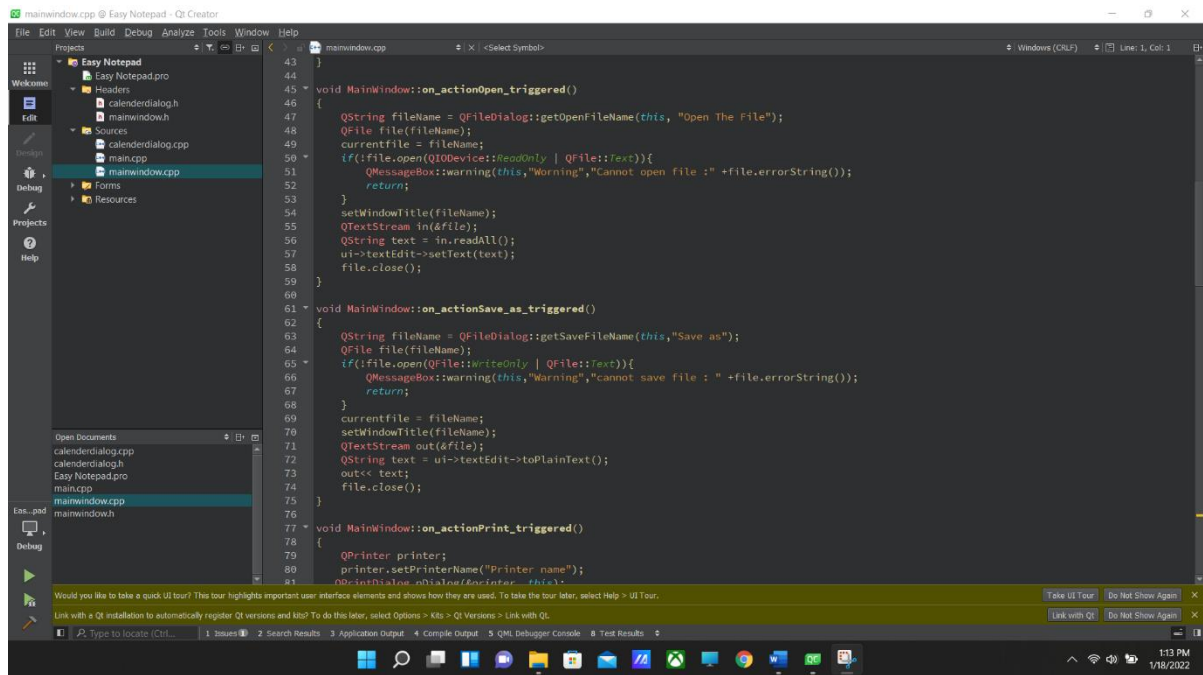 mainwindow.cpp @ Easy Notepad - Qt Creator
File Edit View Build Debug Analyze Tools Window Help
Projects
mainwindow.cpp
<Select Symbol>
Windows (CRLF)
Line: 1, Col: 1
Welcome
Edit
Design
Debug
Projects
Help
Easy Notepad
Easy Notepad.pro
Headers
calenderdialog.h
mainwindow.h
Sources
calenderdialog.cpp
main.cpp
mainwindow.cpp
Forms
Resources
43 }
44
45 void MainWindow::on_actionOpen_triggered()
46 {
47 QString fileName = QFileDialog::getOpenFileName(this, "Open The File");
48 QFile file(fileName);
49 currentfile = fileName;
50 if(!file.open(QIODevice::ReadOnly | QFile::Text)){
51 QMessageBox::warning(this,"Worning","Cannot open file :" +file.errorString());
52 return;
53 }
54 setWindowTitle(fileName);
55 QTextStream in(&file);
56 QString text = in.readAll();
57 ui->textEdit->setText(text);
58 file.close();
59 }
60
61 void MainWindow::on_actionSave_as_triggered()
62 {
63 QString fileName = QFileDialog::getSaveFileName(this,"Save as");
64 QFile file(fileName);
65 if(!file.open(QFile::WriteOnly | QFile::Text)){
66 QMessageBox::warning(this,"Warning","cannot save file : " +file.errorString());
67 return;
68 }
69 currentfile = fileName;
70 setWindowTitle(fileName);
71 QTextStream out(&file);
72 QString text = ui->textEdit->toPlainText();
73 out<< text;
74 file.close();
75 }
76
77 void MainWindow::on_actionPrint_triggered()
78 {
79 QPrinter printer;
80 printer.setPrinterName("Printer name");
81 QPrintDialog pDialog(&printer, this);
Open Documents
calenderdialog.cpp
calenderdialog.h
Easy Notepad.pro
main.cpp
mainwindow.cpp
mainwindow.h
Eas...pad
Debug
Would you like to take a quick UI tour? This tour highlights important user interface elements and shows how they are used. To take the tour later, select Help > UI Tour.
Take UI Tour
Do Not Show Again
Link with a Qt installation to automatically register Qt versions and kits? To do this later, select Options > Kits > Qt Versions > Link with Qt.
Link with Qt
Do Not Show Again
Type to locate (Ctrl...
1 Issues 1 2 Search Results 3 Application Output 4 Compile Output 5 QML Debugger Console 8 Test Results
1:13 PM
1/18/2022